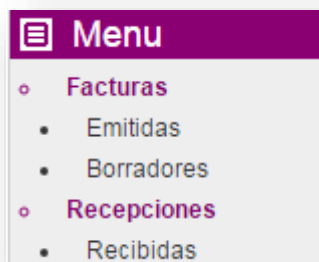 Menu
Facturas
Emitidas
Borradores
Recepciones
Recibidas